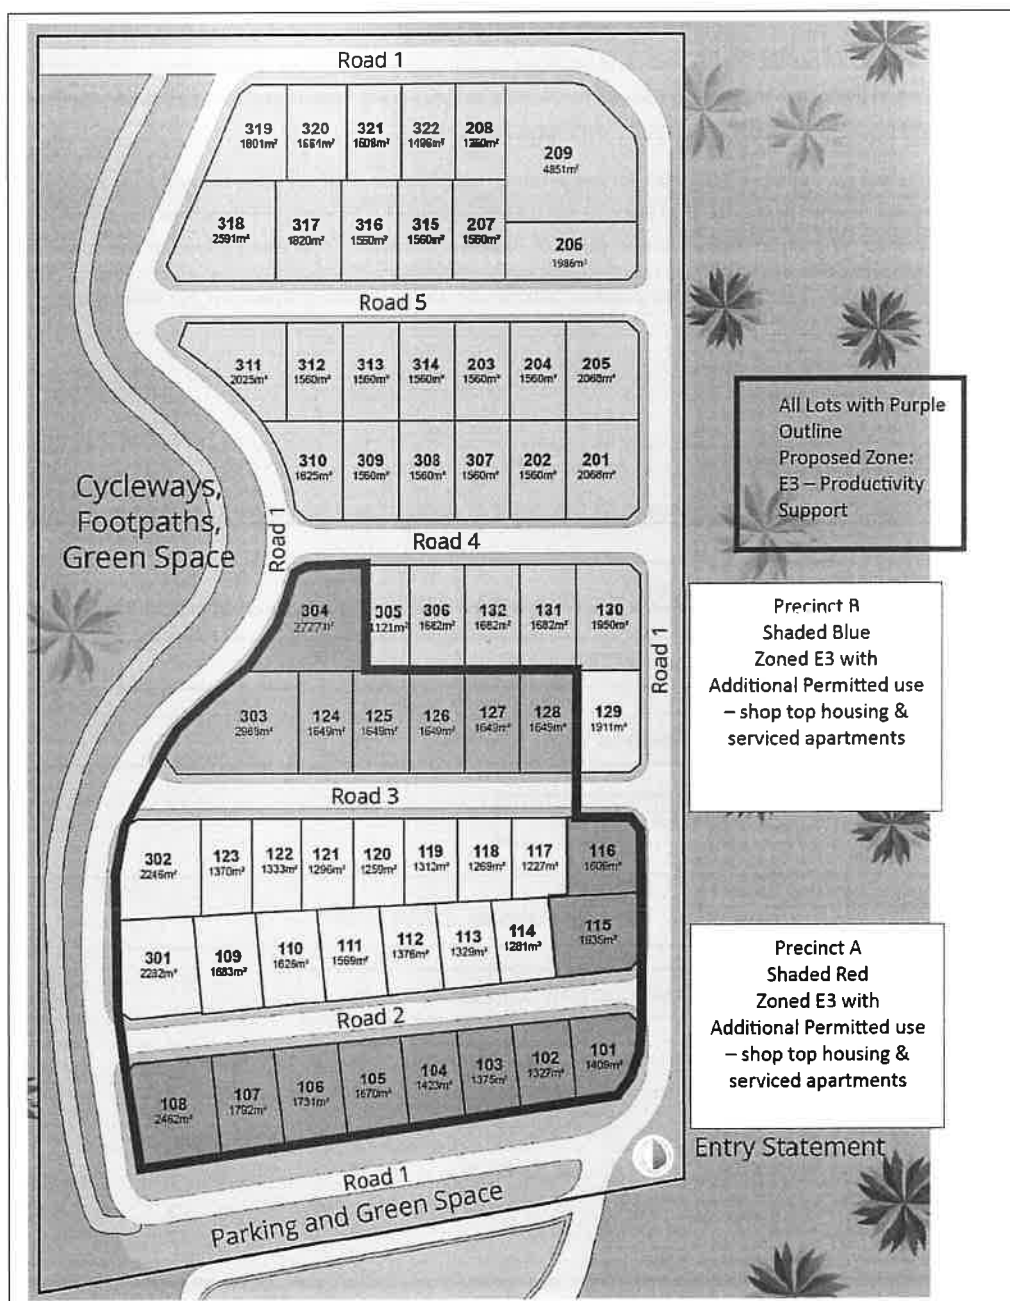 Road 1
319
320
321
322
208
209
1801m²
1496m²
4851m²
318
317
316
315
207
206
2591m²
1820m²
1560m²
1560m²
1560m²
1986m²
Road 5
311
312
313
314
203
204
205
2025m²
1560m²
1560m²
1560m²
1560m²
1560m²
2068m²
310
309
308
307
202
201
1625m²
1560m²
1560m²
1560m²
1560m²
2068m²
All Lots with Purple
Outline
Proposed Zone:
E3 – Productivity
Support
Cycleways,
Footpaths,
Green Space
Road 1
Road 4
304
305
306
132
131
130
2727m²
1121m²
1682m²
1682m²
1682m²
1950m²
Road 1
303
124
125
126
127
128
129
1649m²
1649m²
1649m²
1649m²
1649m²
1911m²
Precinct B
Shaded Blue
Zoned E3 with
Additional Permitted use
– shop top housing &
serviced apartments
Road 3
302
123
122
121
120
119
118
117
116
2246m²
1370m²
1333m²
1296m²
1259m²
1312m²
1269m²
1227m²
1606m²
301
109
110
111
112
113
114
115
2282m²
1683m²
1626m²
1569m²
1376m²
1329m²
1281m²
1835m²
Precinct A
Shaded Red
Zoned E3 with
Additional Permitted use
– shop top housing &
serviced apartments
Road 2
108
107
106
105
104
103
102
101
2462m²
1792m²
1731m²
1670m²
1423m²
1375m²
1327m²
1409m²
Entry Statement
Road 1
Parking and Green Space